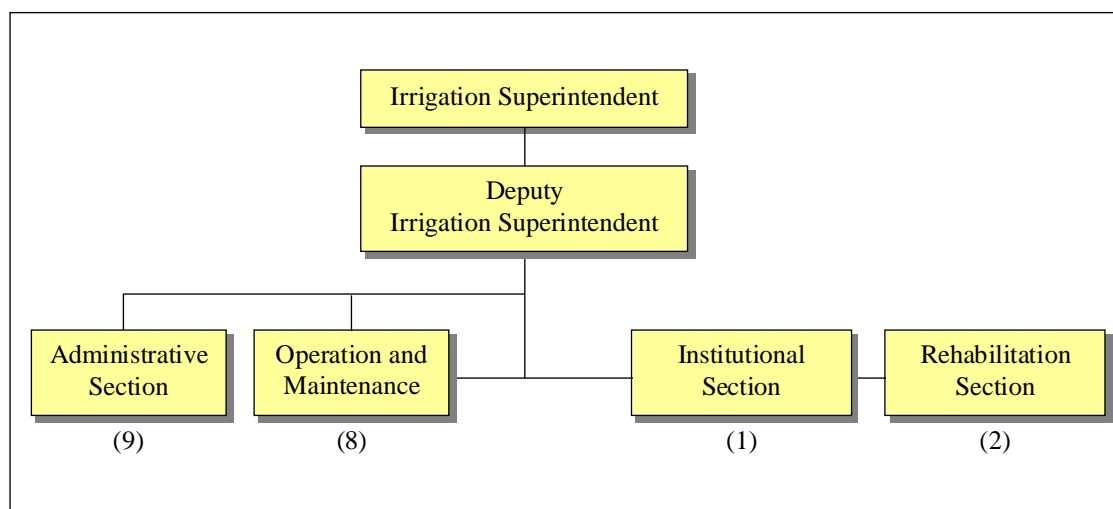 Irrigation Superintendent
Deputy
Irrigation Superintendent
Administrative
Section
(9)
Operation and
Maintenance
(8)
Institutional
Section
(1)
Rehabilitation
Section
(2)